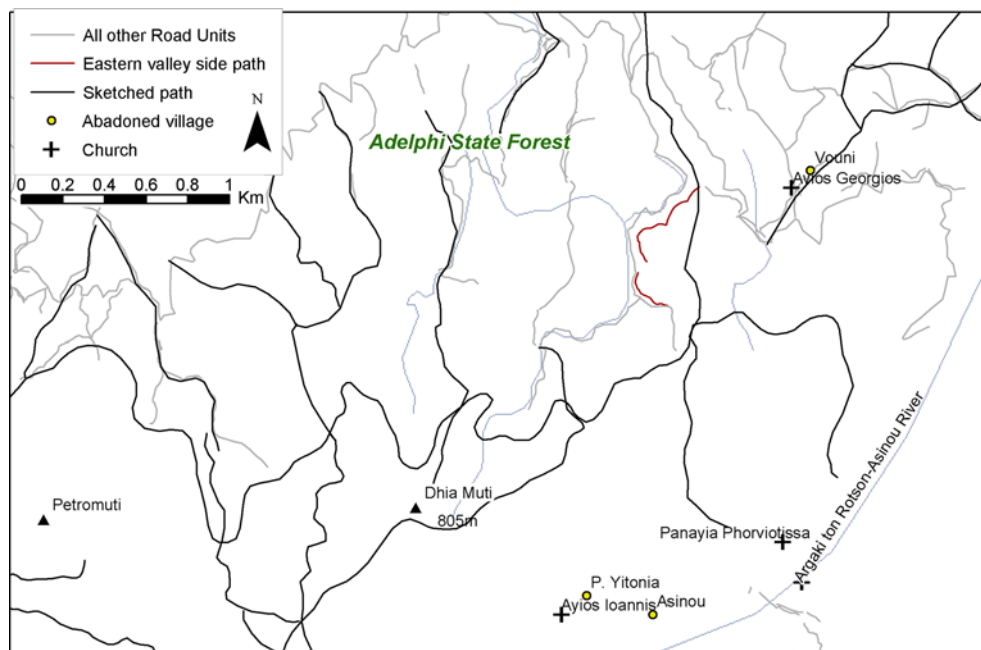 All other Road Units
Eastern valley side path
Sketched path
Abadoned village
Church
N
0 0.2 0.4 0.6 0.8 1
Km
Adelphi State Forest
Vouni
Ayios Georgios
Argaki ton Rotson-Asinou River
Petromuti
Dhia Muti
805m
Panayia Phorviotissa
P. Yitonia
Ayios Ioannis
Asinou